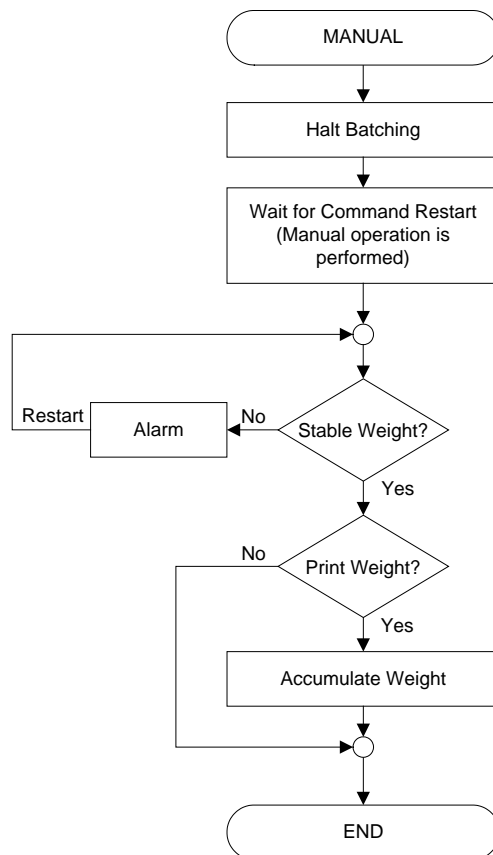 MANUAL
Halt Batching
Wait for Command Restart
(Manual operation is
performed)
Restart
Alarm
No
Stable Weight?
Yes
No
Print Weight?
Yes
Accumulate Weight
END